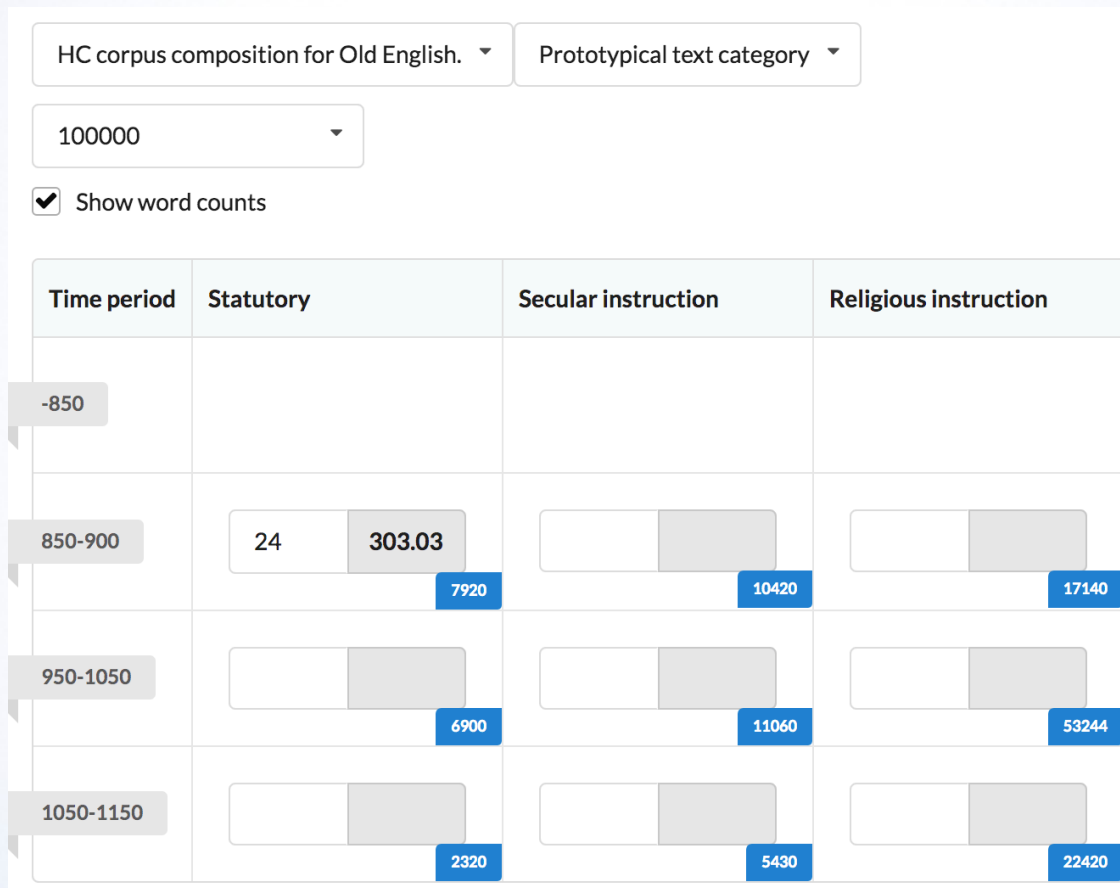 HC corpus composition for Old English. Prototypical text category
100000
Show word counts
Time period Statutory Secular instruction Religious instruction
-850
850-900 24 303.03
7920 10420 17140
950-1050
6900 11060 53244
1050-1150
2320 5430 22420